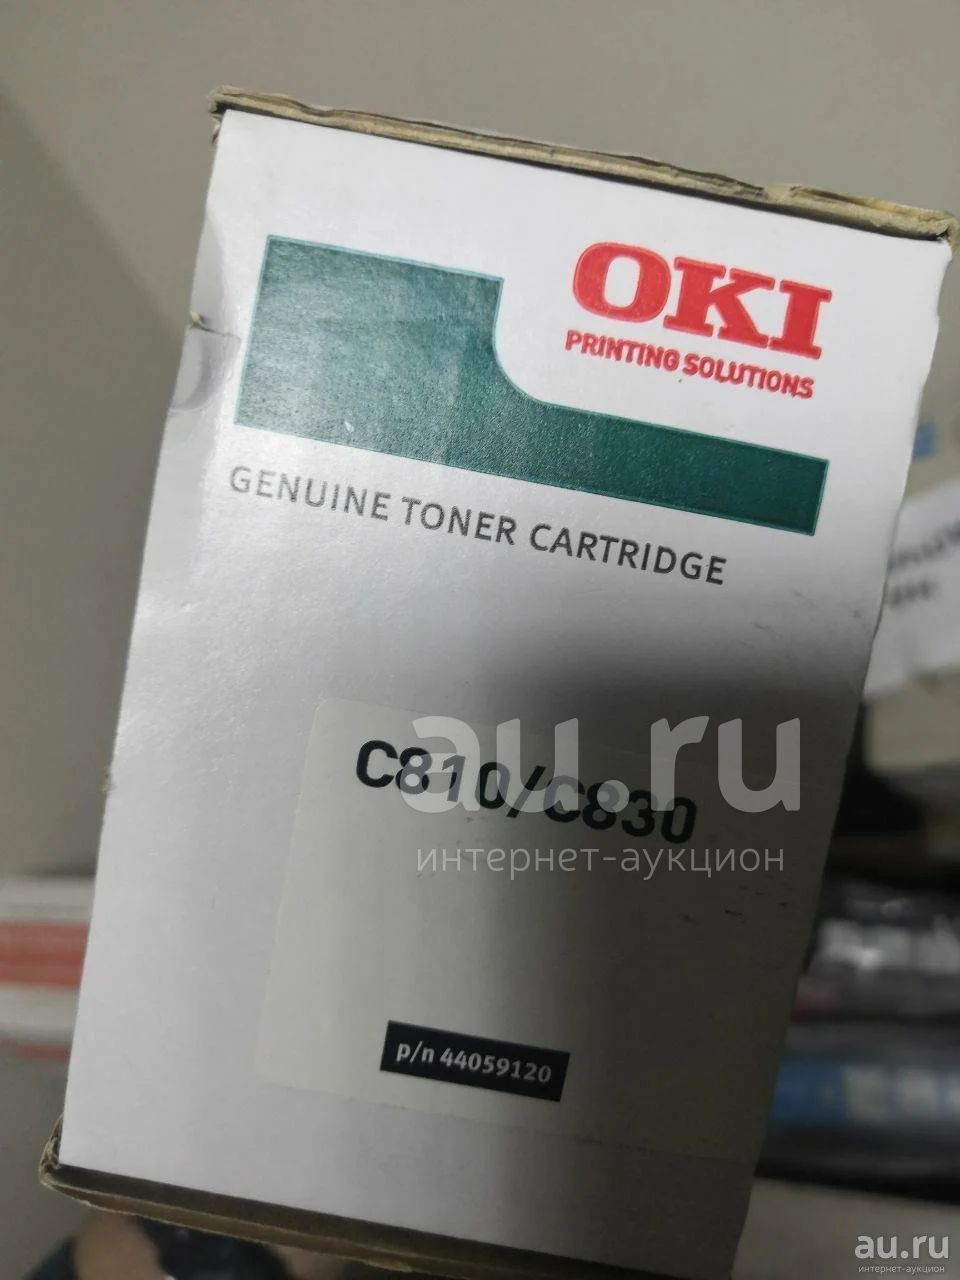 OKI
PRINTING SOLUTIONS
GENUINE TONER CARTRIDGE
C810/C830
au.ru
интернет-аукцион
p/n 44059120
au.ru
интернет-аукцион